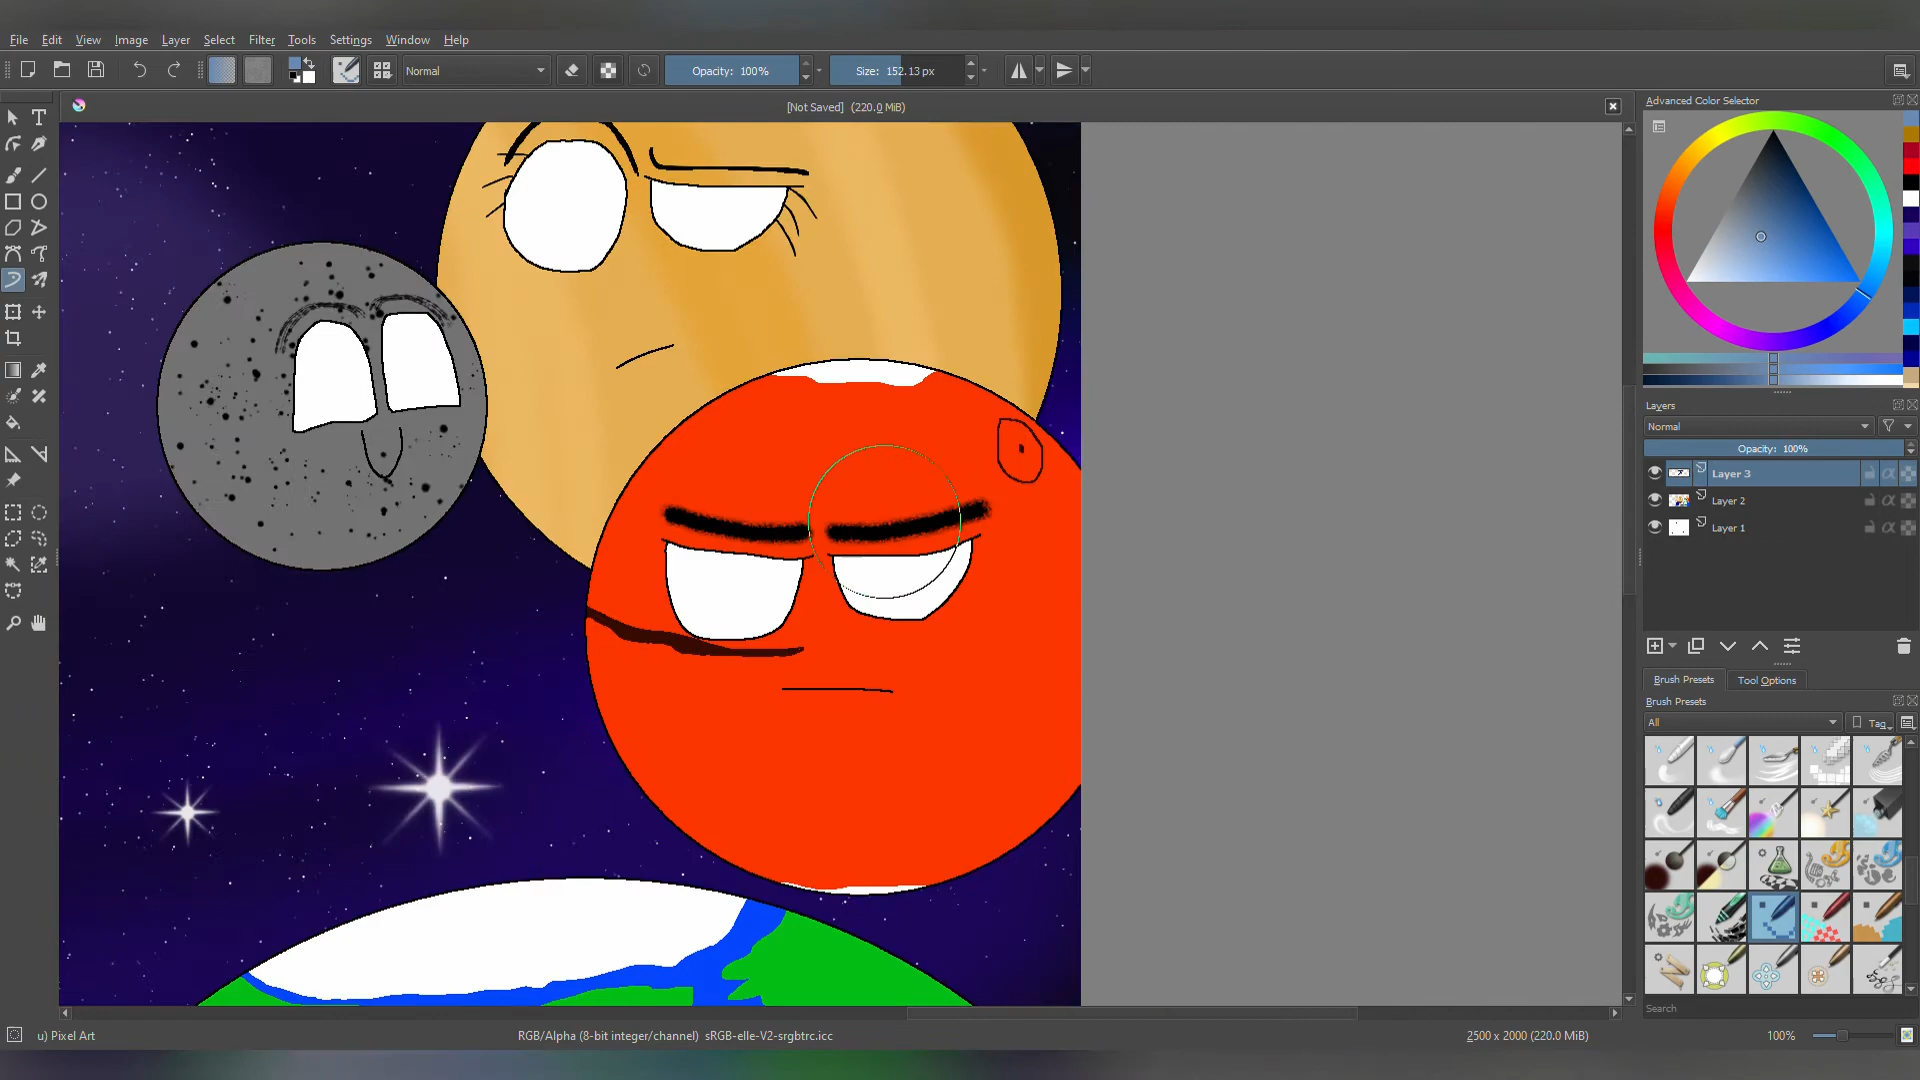 File Edit View Image Layer Select Filter Tools Settings Window Help
Normal Opacity: 100% Size: 152.13 px
[Not Saved] (220.0 MiB)
Advanced Color Selector
Layers
Normal
Opacity: 100%
Layer 3
Layer 2
Layer 1
Brush Presets Tool Options
Brush Presets
All Tag
Search
u) Pixel Art RGB/Alpha (8-bit integer/channel) sRGB-elle-V2-srgbtrc.icc 2500 x 2000 (220.0 MiB) 100%